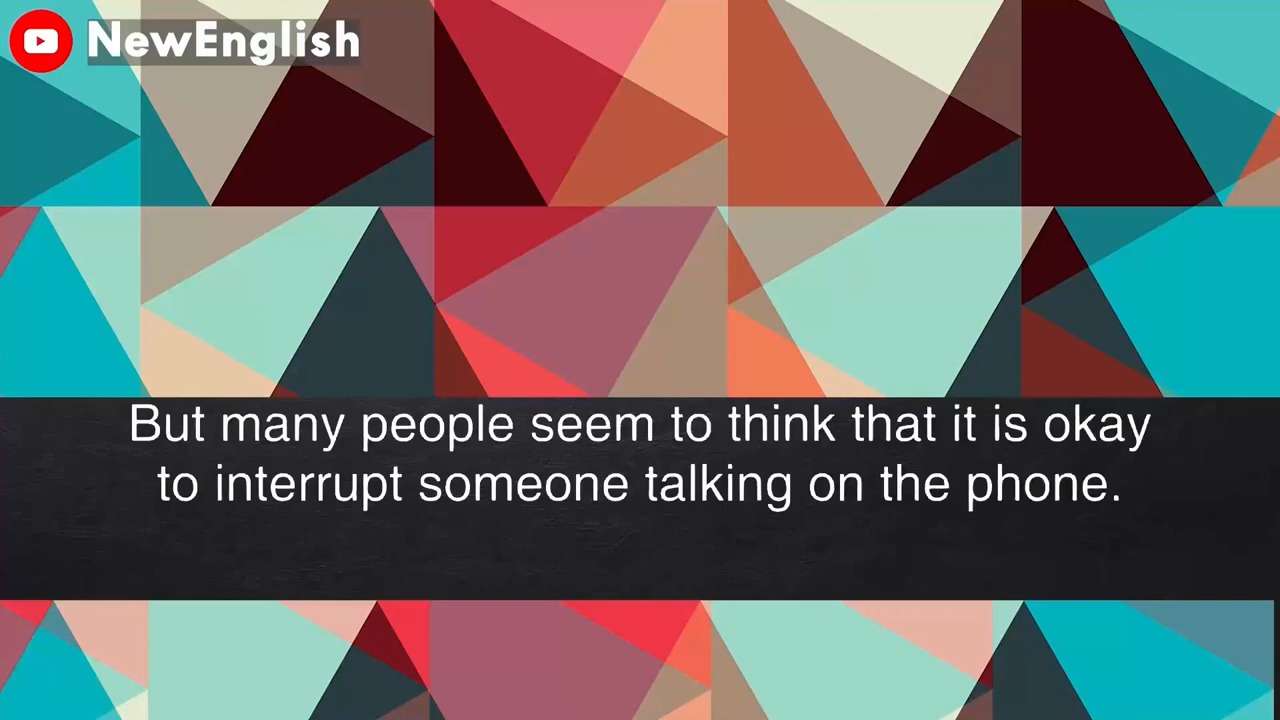 NewEnglish
But many people seem to think that it is okay
to interrupt someone talking on the phone.